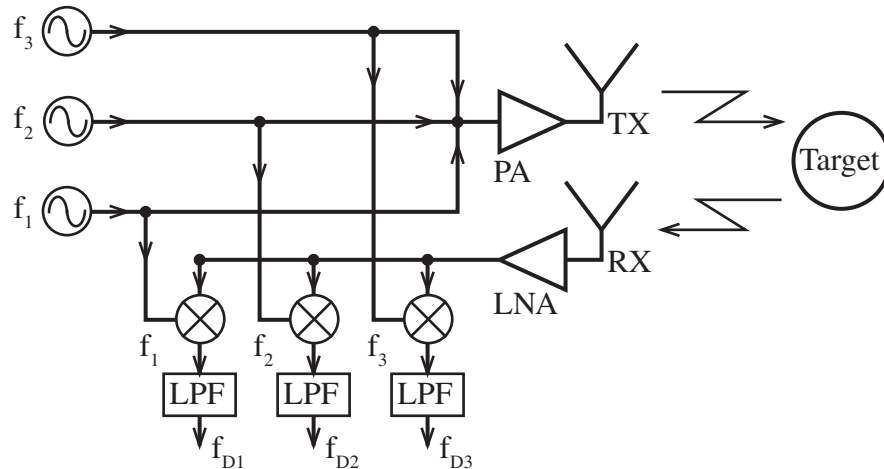 f3
f2
TX
PA
Target
f1
RX
LNA
f1 f2 f3
LPF LPF LPF
fD1 fD2 fD3